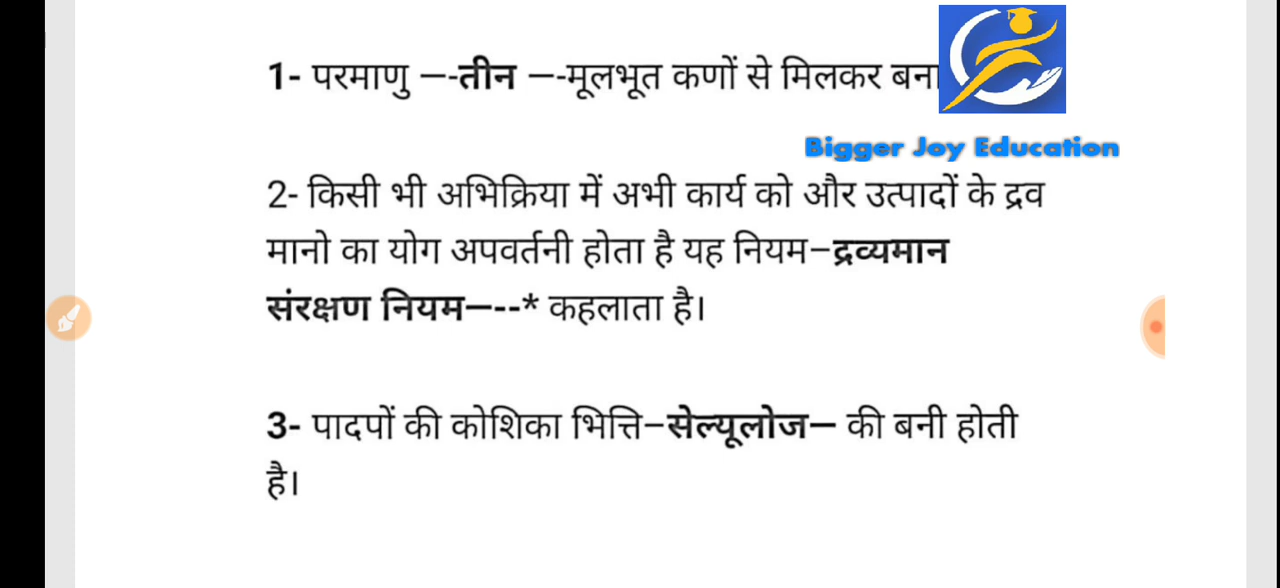 1- परमाणु —-तीन —-मूलभूत कणों से मिलकर बना
Bigger Joy Education
2- किसी भी अभिक्रिया में अभी कार्य को और उत्पादों के द्रव
मानो का योग अपवर्तनी होता है यह नियम–द्रव्यमान
संरक्षण नियम—--* कहलाता है।
3- पादपों की कोशिका भित्ति–सेल्यूलोज— की बनी होती
है।